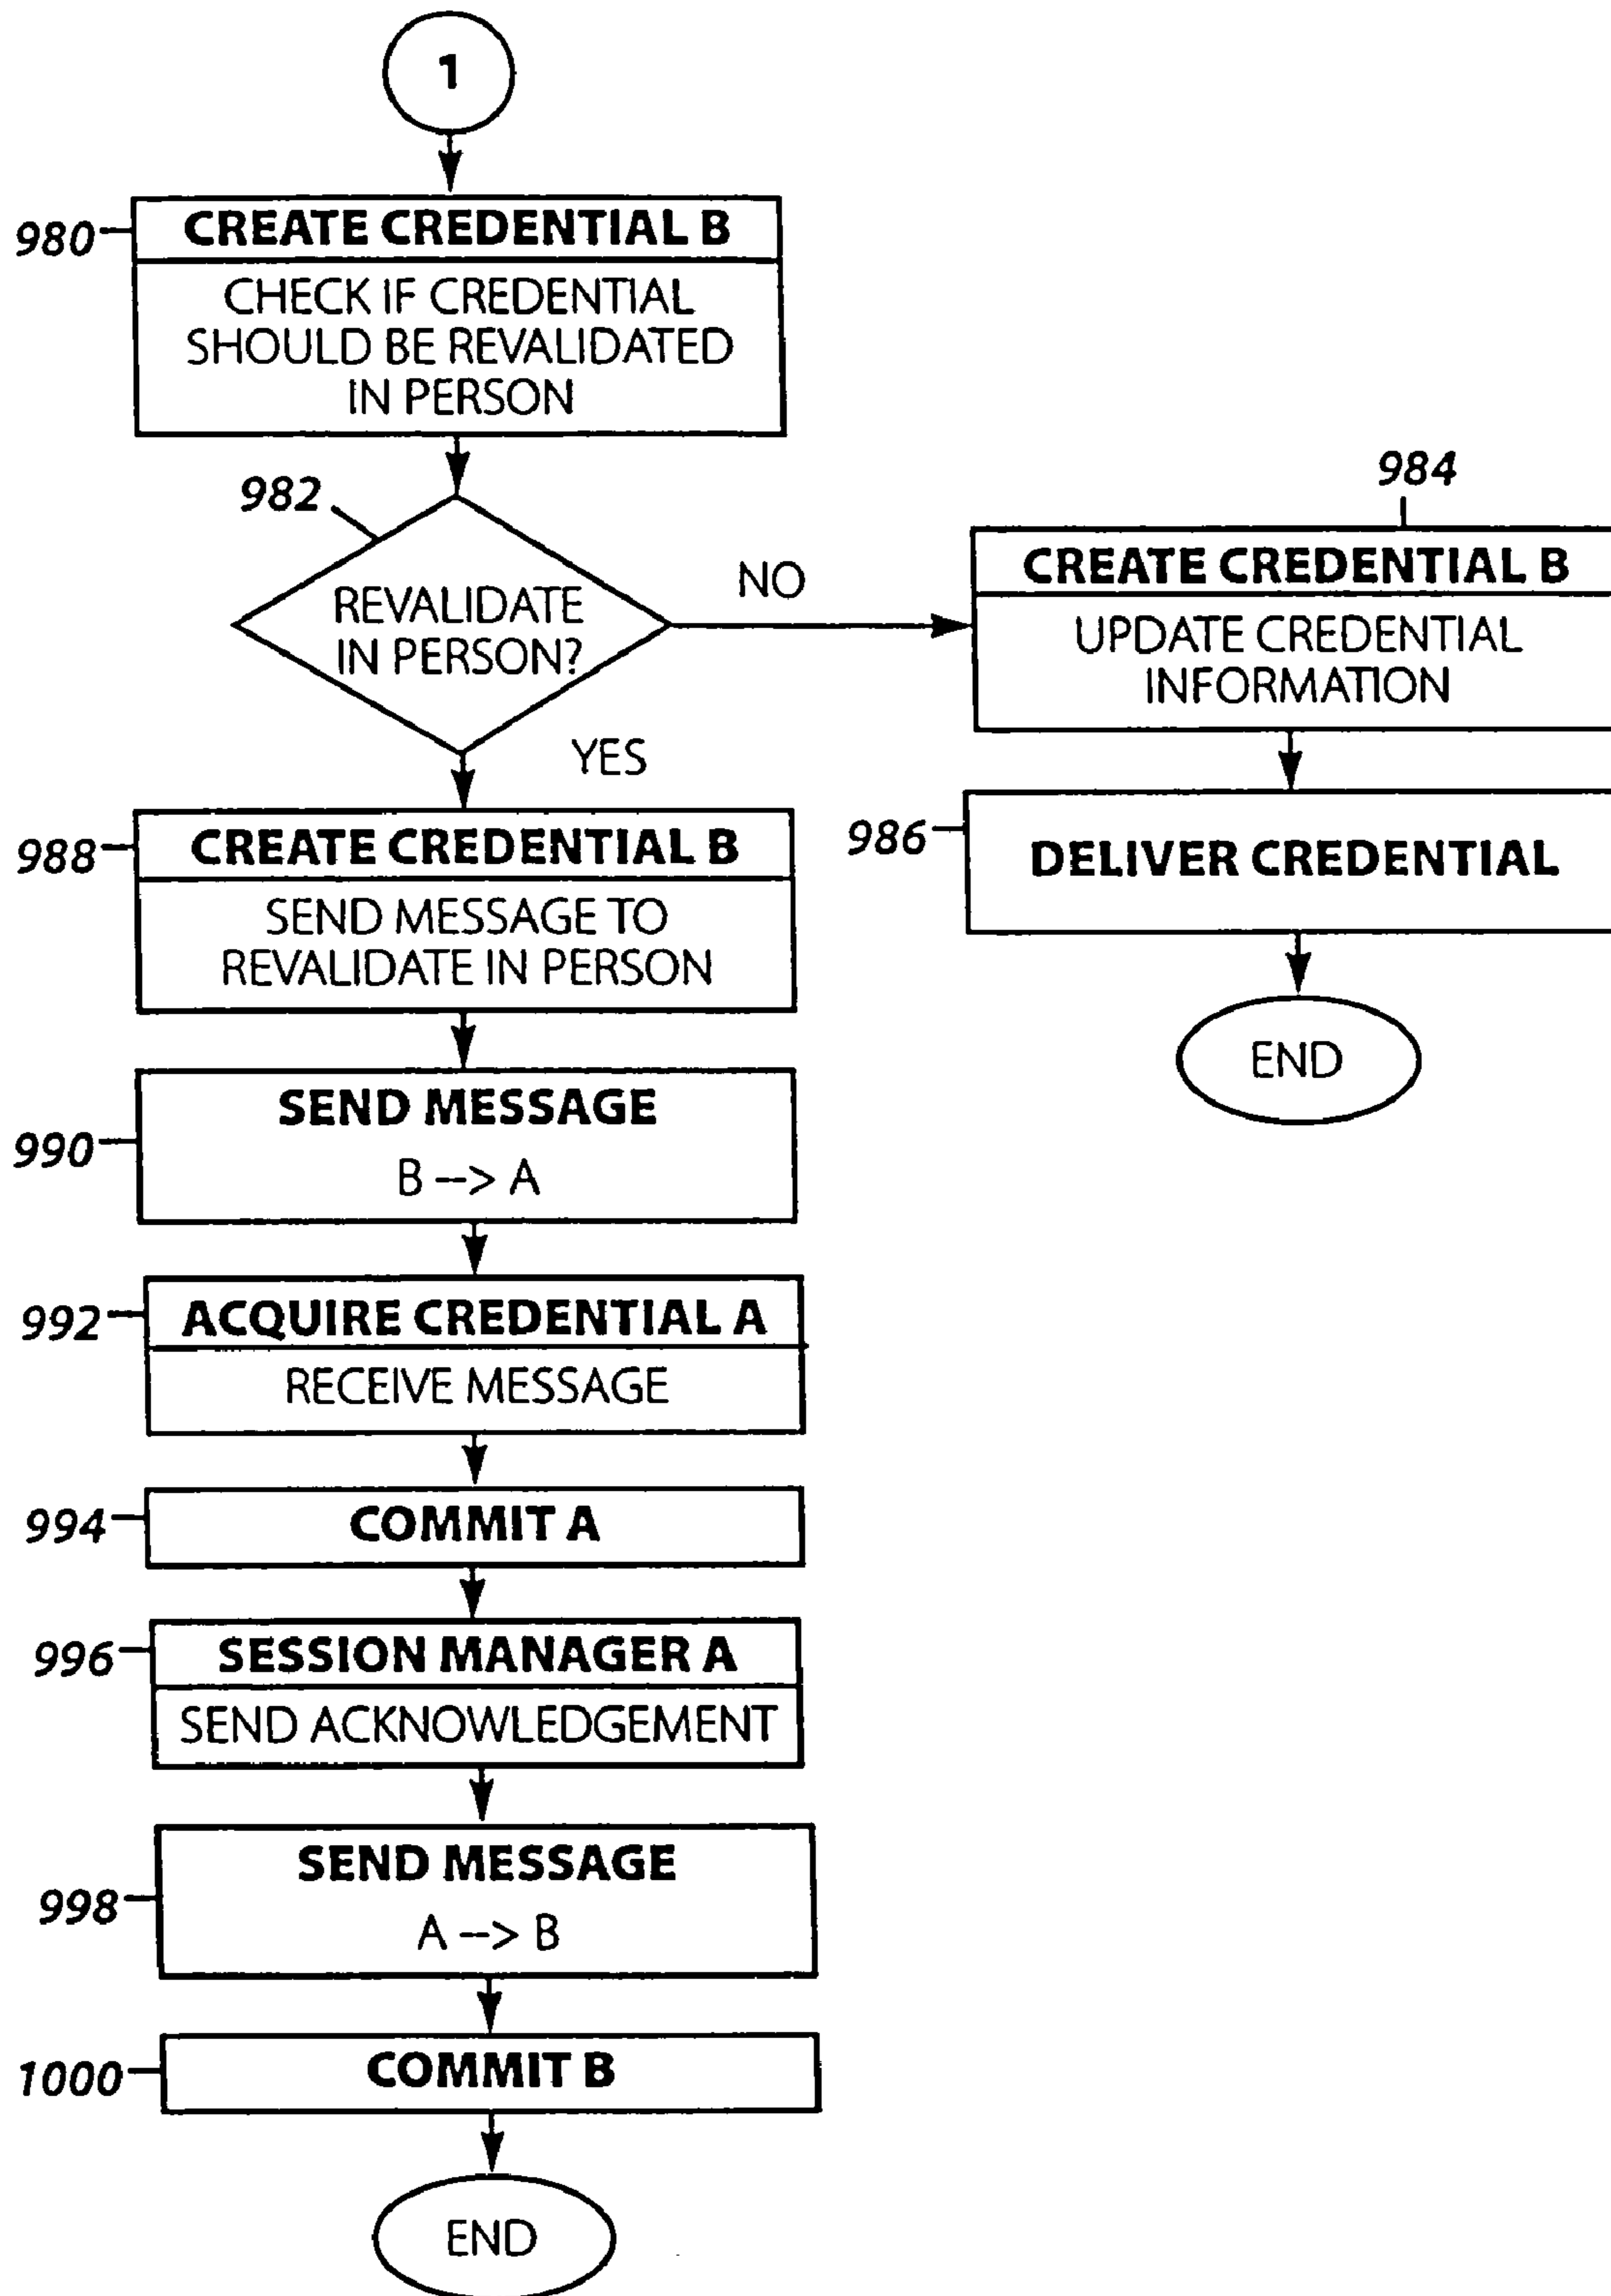 1
980
CREATE CREDENTIAL B
CHECK IF CREDENTIAL
SHOULD BE REVALIDATED
IN PERSON
982
REVALIDATE
IN PERSON?
NO
984
CREATE CREDENTIAL B
UPDATE CREDENTIAL
INFORMATION
YES
986
DELIVER CREDENTIAL
END
988
CREATE CREDENTIAL B
SEND MESSAGE TO
REVALIDATE IN PERSON
990
SEND MESSAGE
B --> A
992
ACQUIRE CREDENTIAL A
RECEIVE MESSAGE
994
COMMIT A
996
SESSION MANAGER A
SEND ACKNOWLEDGEMENT
998
SEND MESSAGE
A --> B
1000
COMMIT B
END